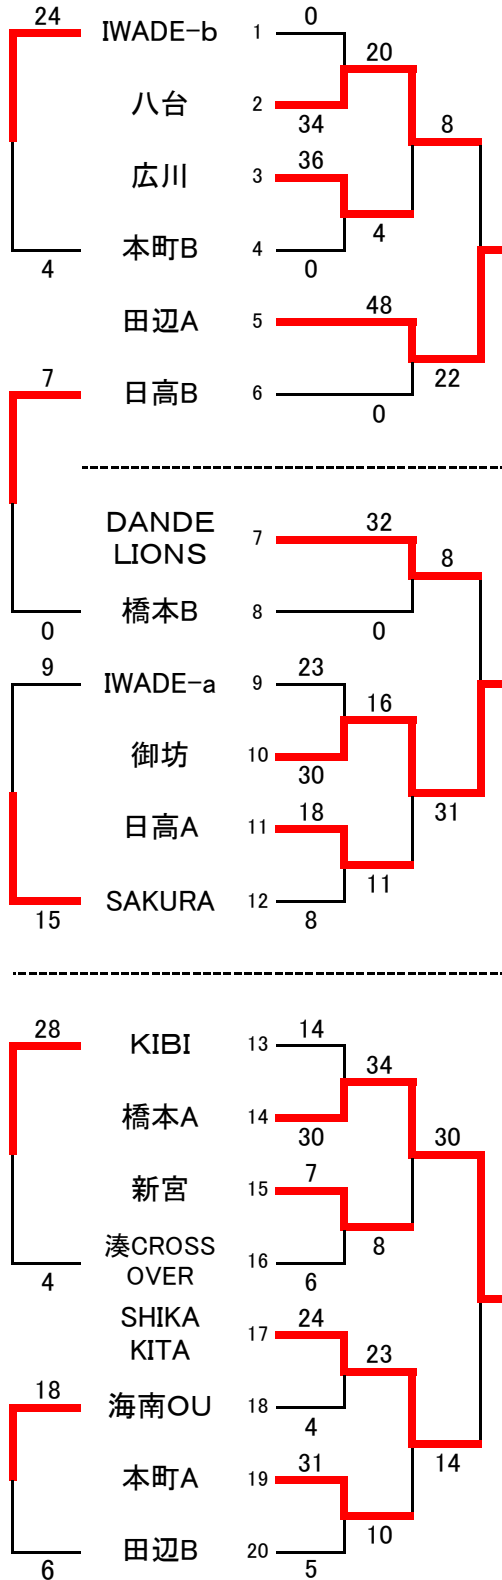 24 IWADE-b 1 0
20
八台 2
34 8
36
広川 3
4
本町B 4
4 0
48
田辺A 5
7 22
日高B 6
0
DANDE 32
LIONS 7
8
橋本B 8
0 0
9 23
IWADE-a 9
16
御坊 10
30
18 31
日高A 11
11
SAKURA 12
15 8
28 14
KIBI 13
34
橋本A 14
30 30
7
新宮 15
8
湊CROSS
OVER 16
4 6
SHIKA 24
KITA 17
23
18
海南OU 18
4
31 14
本町A 19
10
田辺B 20
6 5